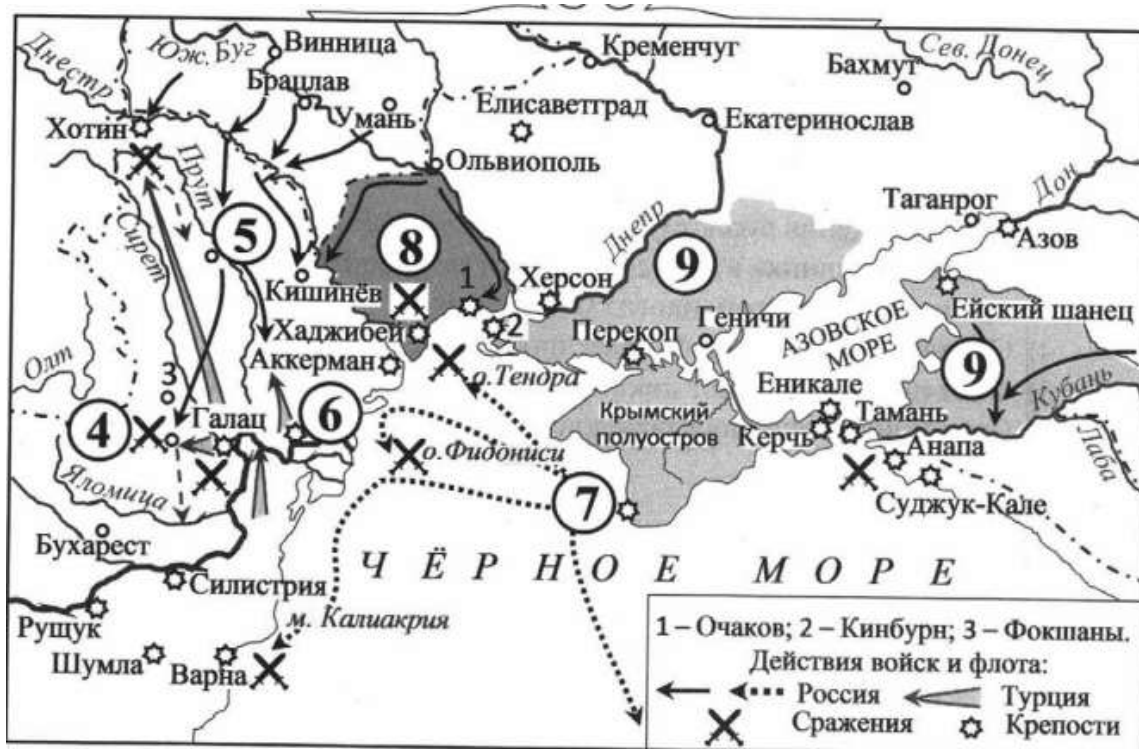 Днестр
Юж. Буг
Винница
Кременчуг
Сев. Донец
Бахмут
Брацлав
Умань
Елисаветград
Екатеринослав
Хотин
Ольвиополь
Прут
Сирет
Днепр
Таганрог
Дон
Азов
5
8
9
1
Херсон
Кишинёв
2
Перекоп
Геничи
АЗОВСКОЕ
МОРЕ
Ейский шанец
Хаджибей
Аккерман
о. Тендра
9
Олт
3
Еникале
Кубань
4
Галац
6
Крымский
полуостров
Керчь
Тамань
Анапа
Лаба
о. Фидониси
Яломица
7
Суджук-Кале
Бухарест
ЧЁРНОЕ МОРЕ
Силистрия
м. Калиакрия
Рущук
Шумла
Варна
1 – Очаков; 2 – Кинбурн; 3 – Фокшаны.
Действия войск и флота:
Россия Турция
Сражения Крепости